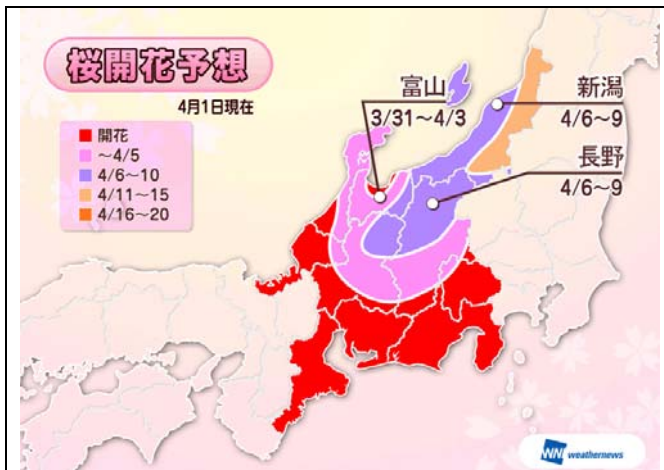 桜開花予想
4月1日現在
開花
～4/5
4/6～10
4/11～15
4/16～20
富山
3/31～4/3
新潟
4/6～9
長野
4/6～9
WN weathernews